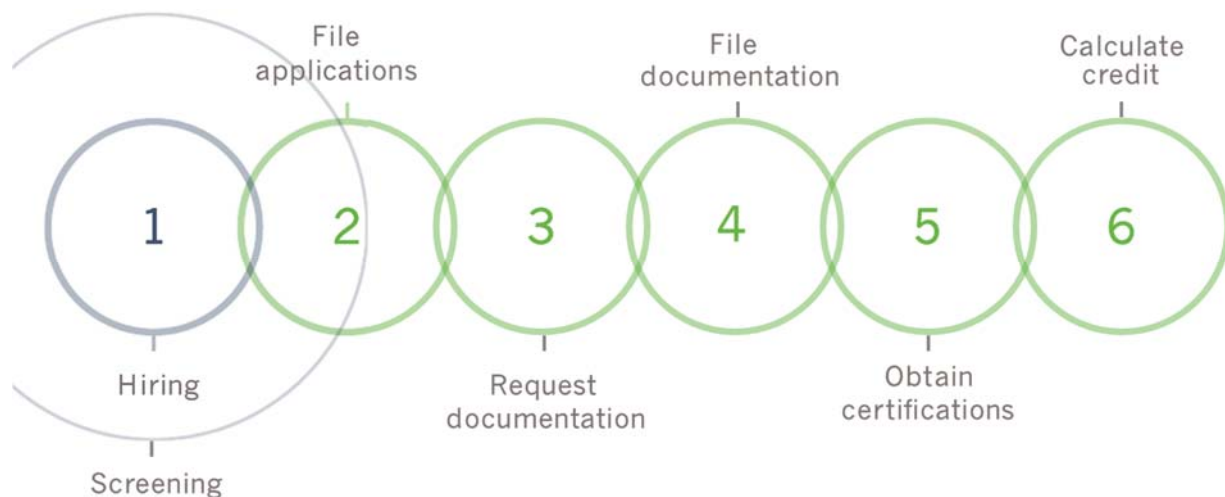 File
applications
File
documentation
Calculate
credit
1
2
3
4
5
6
Hiring
Request
documentation
Obtain
certifications
Screening